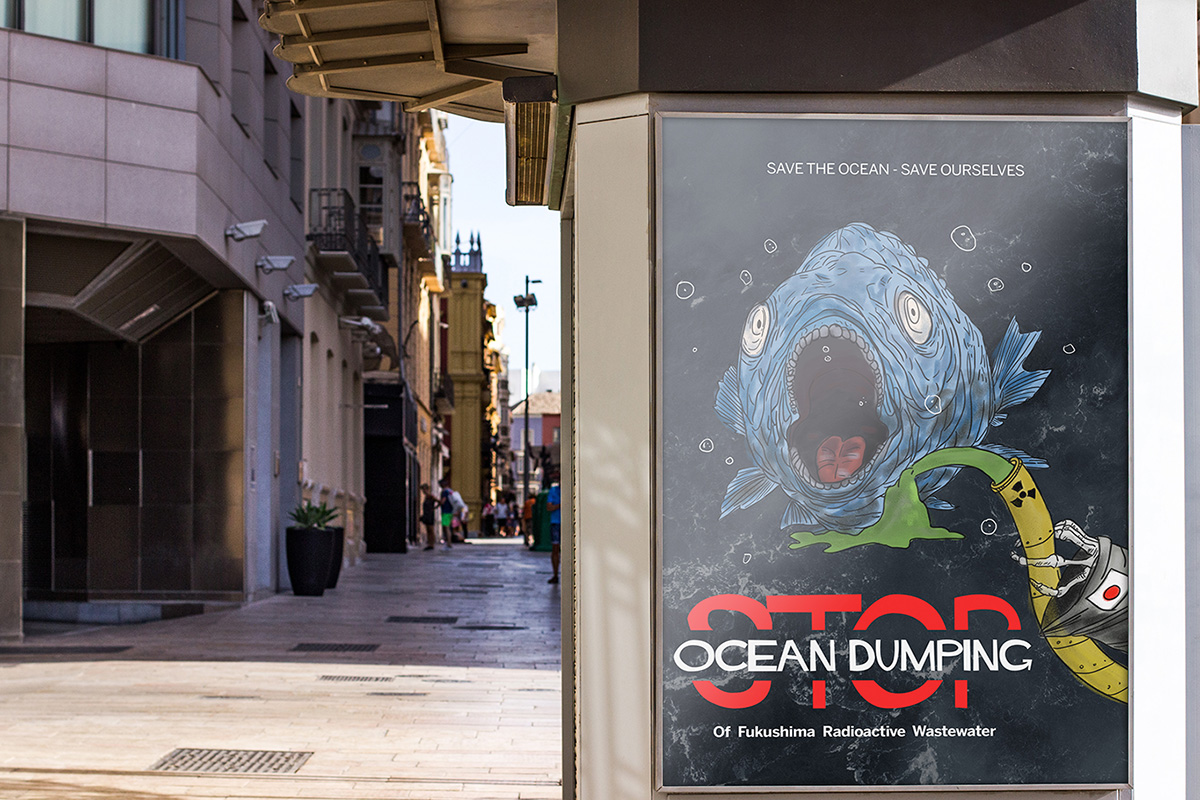 SAVE THE OCEAN - SAVE OURSELVES
STOP
OCEAN DUMPING
Of Fukushima Radioactive Wastewater